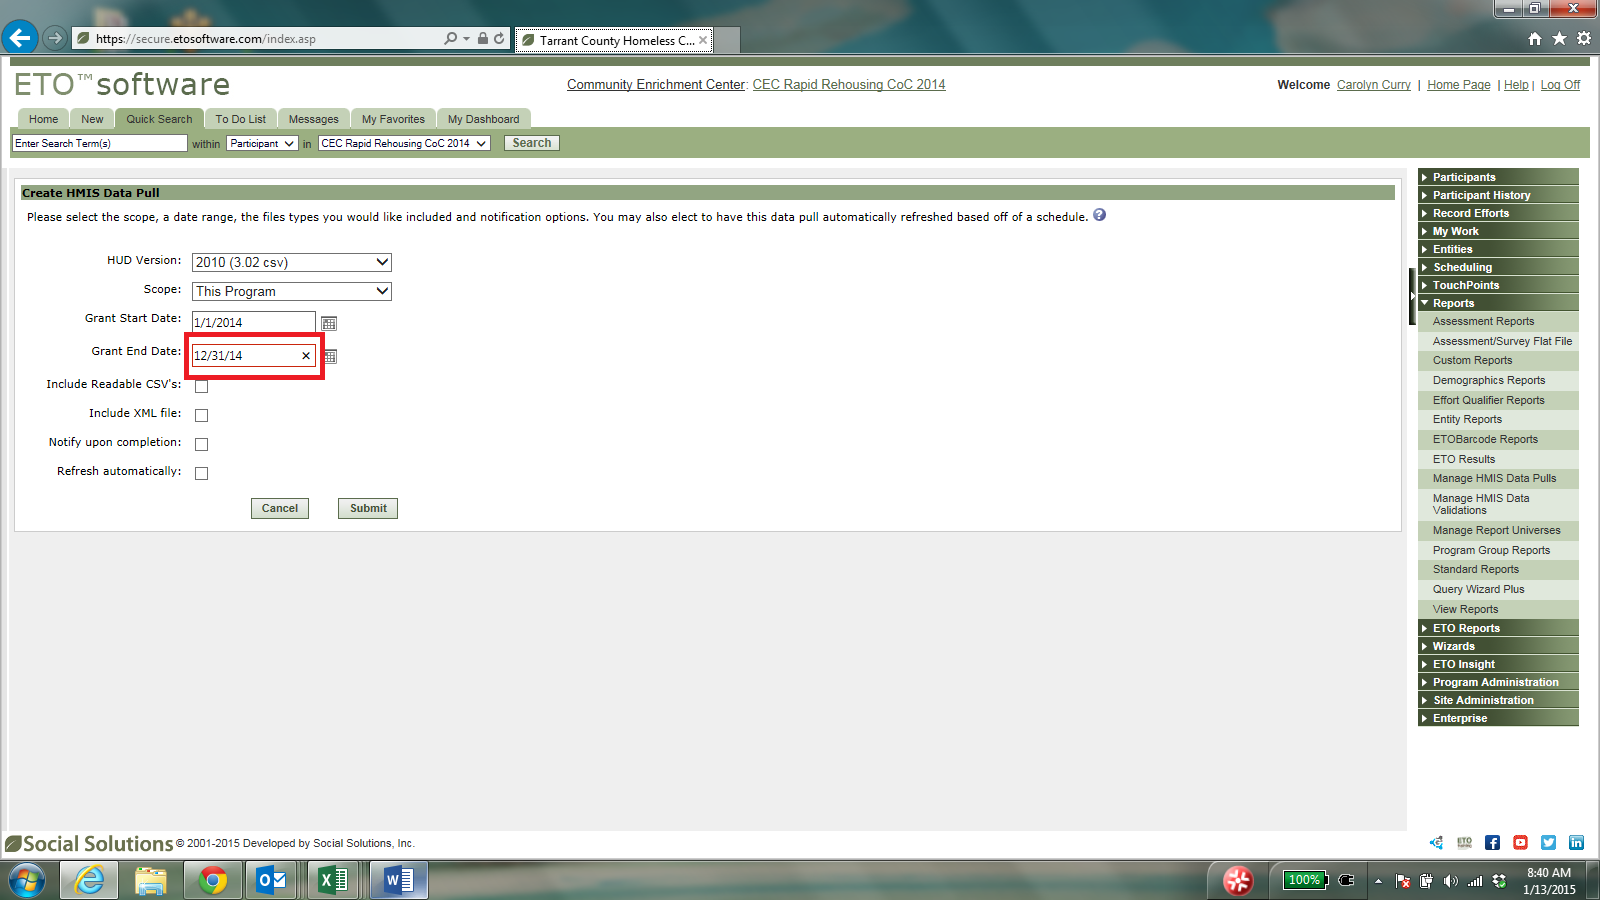 https://secure.etosoftware.com/index.asp
Tarrant County Homeless C...
ETO™software
Community Enrichment Center: CEC Rapid Rehousing CoC 2014
Welcome Carolyn Curry | Home Page | Help | Log Off
Home New Quick Search To Do List Messages My Favorites My Dashboard
Enter Search Term(s) within Participant in CEC Rapid Rehousing CoC 2014 Search
Create HMIS Data Pull
Please select the scope, a date range, the files types you would like included and notification options. You may also elect to have this data pull automatically refreshed based off of a schedule. ?
HUD Version: 2010 (3.02 csv)
Scope: This Program
Grant Start Date: 1/1/2014
Grant End Date: 12/31/14
Include Readable CSV's:
Include XML file:
Notify upon completion:
Refresh automatically:
Cancel Submit
Participants
Participant History
Record Efforts
My Work
Entities
Scheduling
TouchPoints
Reports
Assessment Reports
Assessment/Survey Flat File
Custom Reports
Demographics Reports
Effort Qualifier Reports
Entity Reports
ETOBarcode Reports
ETO Results
Manage HMIS Data Pulls
Manage HMIS Data
Validations
Manage Report Universes
Program Group Reports
Standard Reports
Query Wizard Plus
View Reports
ETO Reports
Wizards
ETO Insight
Program Administration
Site Administration
Enterprise
Social Solutions © 2001-2015 Developed by Social Solutions, Inc.
100%
8:40 AM
1/13/2015